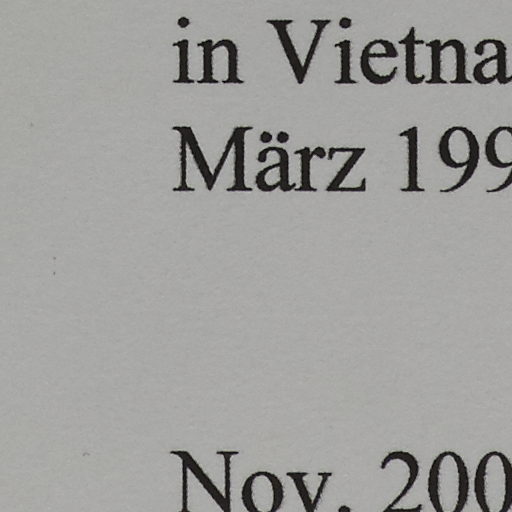 in Vietna
März 199
Nov. 200